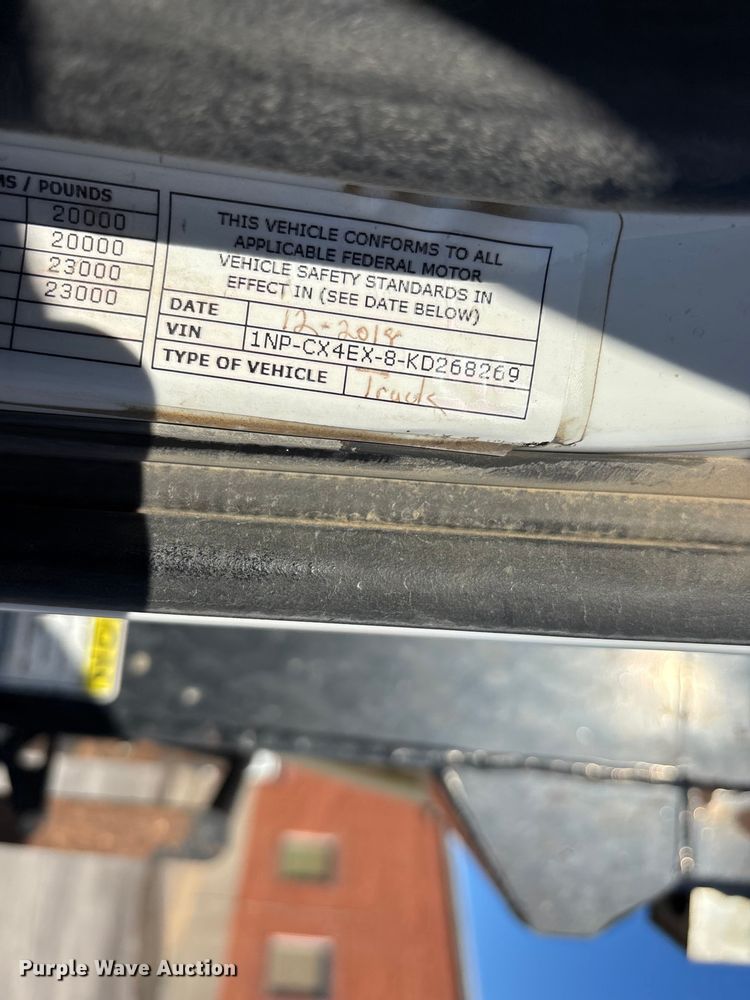 MS / POUNDS
20000
20000
23000
23000
THIS VEHICLE CONFORMS TO ALL
APPLICABLE FEDERAL MOTOR
VEHICLE SAFETY STANDARDS IN
EFFECT IN (SEE DATE BELOW)
DATE 12-2018
VIN 1NP-CX4EX-8-KD268269
TYPE OF VEHICLE Truck
Purple Wave Auction